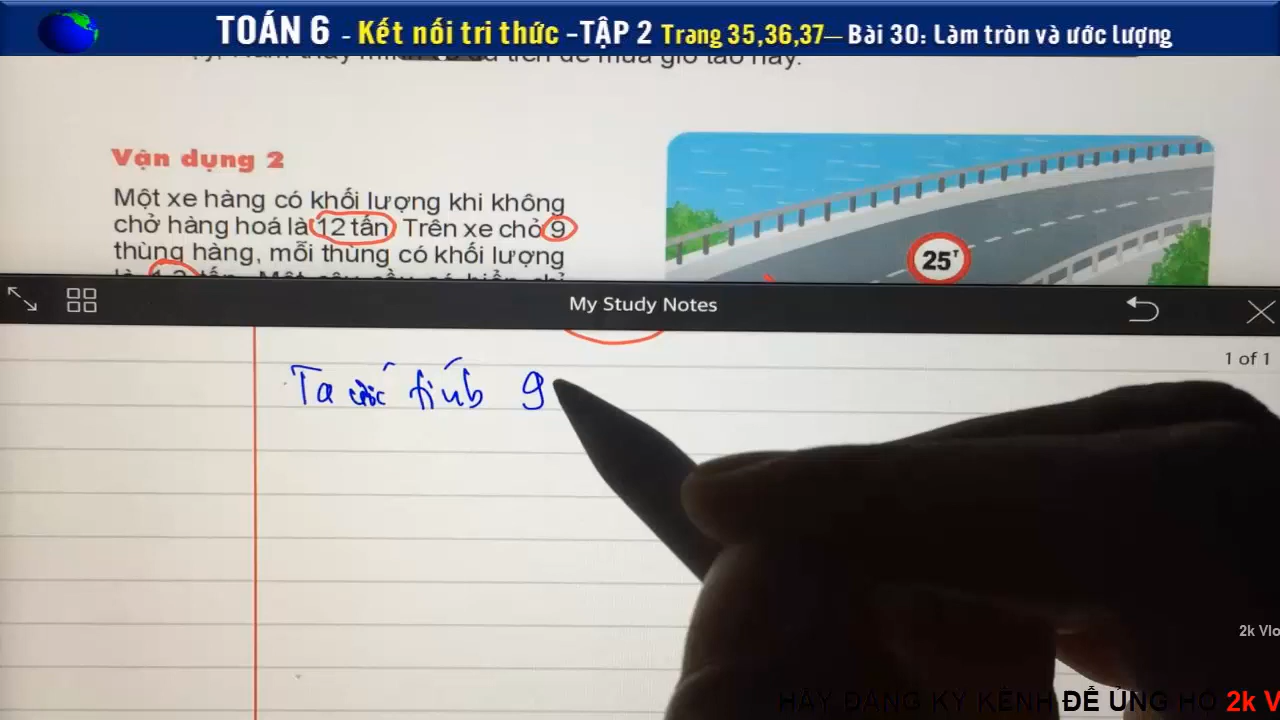 TOÁN 6 - Kết nối tri thức –TẬP 2 Trang 35,36,37– Bài 30: Làm tròn và ước lượng
Vận dụng 2
Một xe hàng có khối lượng khi không
chở hàng hoá là 12 tấn. Trên xe chở 9
thùng hàng, mỗi thùng có khối lượng
25T
My Study Notes
1 of 1
Ta ước tính 9
2k Vlo
HÃY ĐĂNG KÝ KÊNH ĐỂ ỦNG HỘ 2k V